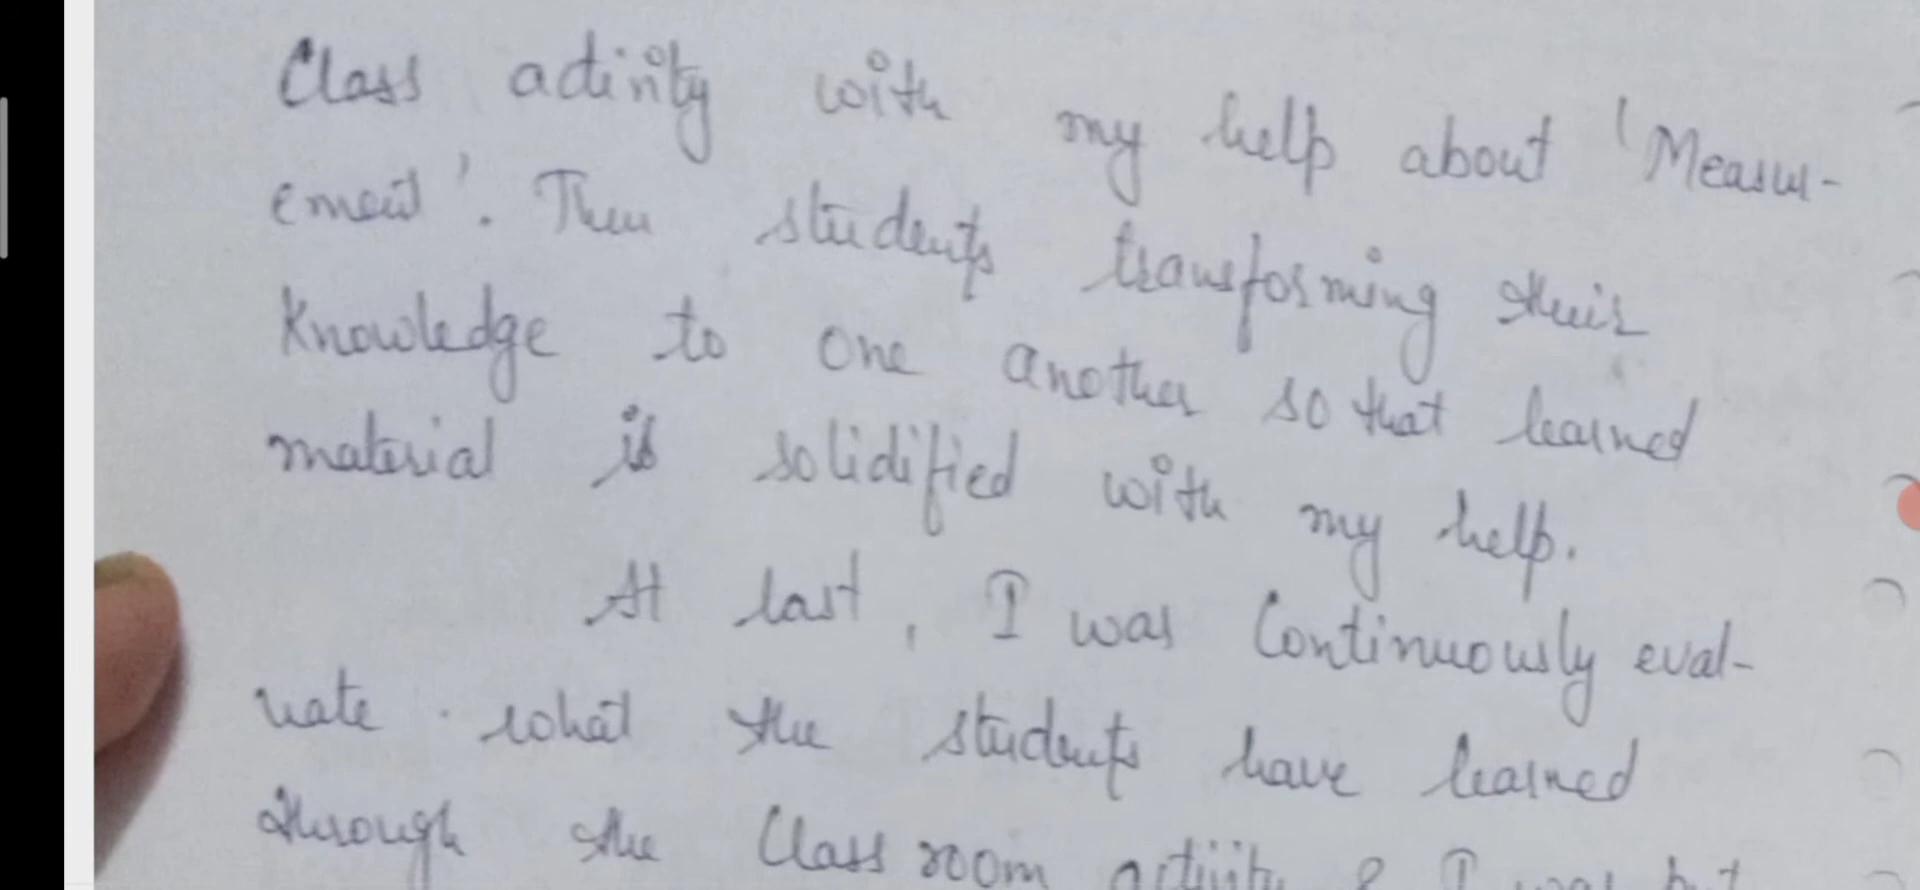 Class activity with my help about 'Measur-
ement'. Then students transforming their
Knowledge to one another so that learned
material is solidified with my help.
At last, I was Continuously eval-
uate what the students have learned
through the Class room activity & I was